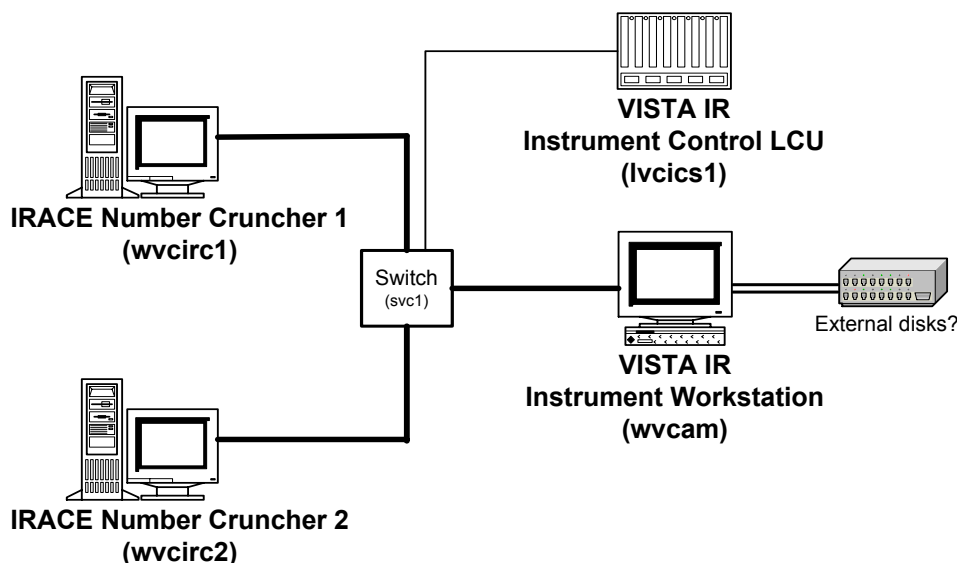 VISTA IR
Instrument Control LCU
(lvcics1)
IRACE Number Cruncher 1
(wvcirc1)
Switch
(svc1)
External disks?
VISTA IR
Instrument Workstation
(wvcam)
IRACE Number Cruncher 2
(wvcirc2)